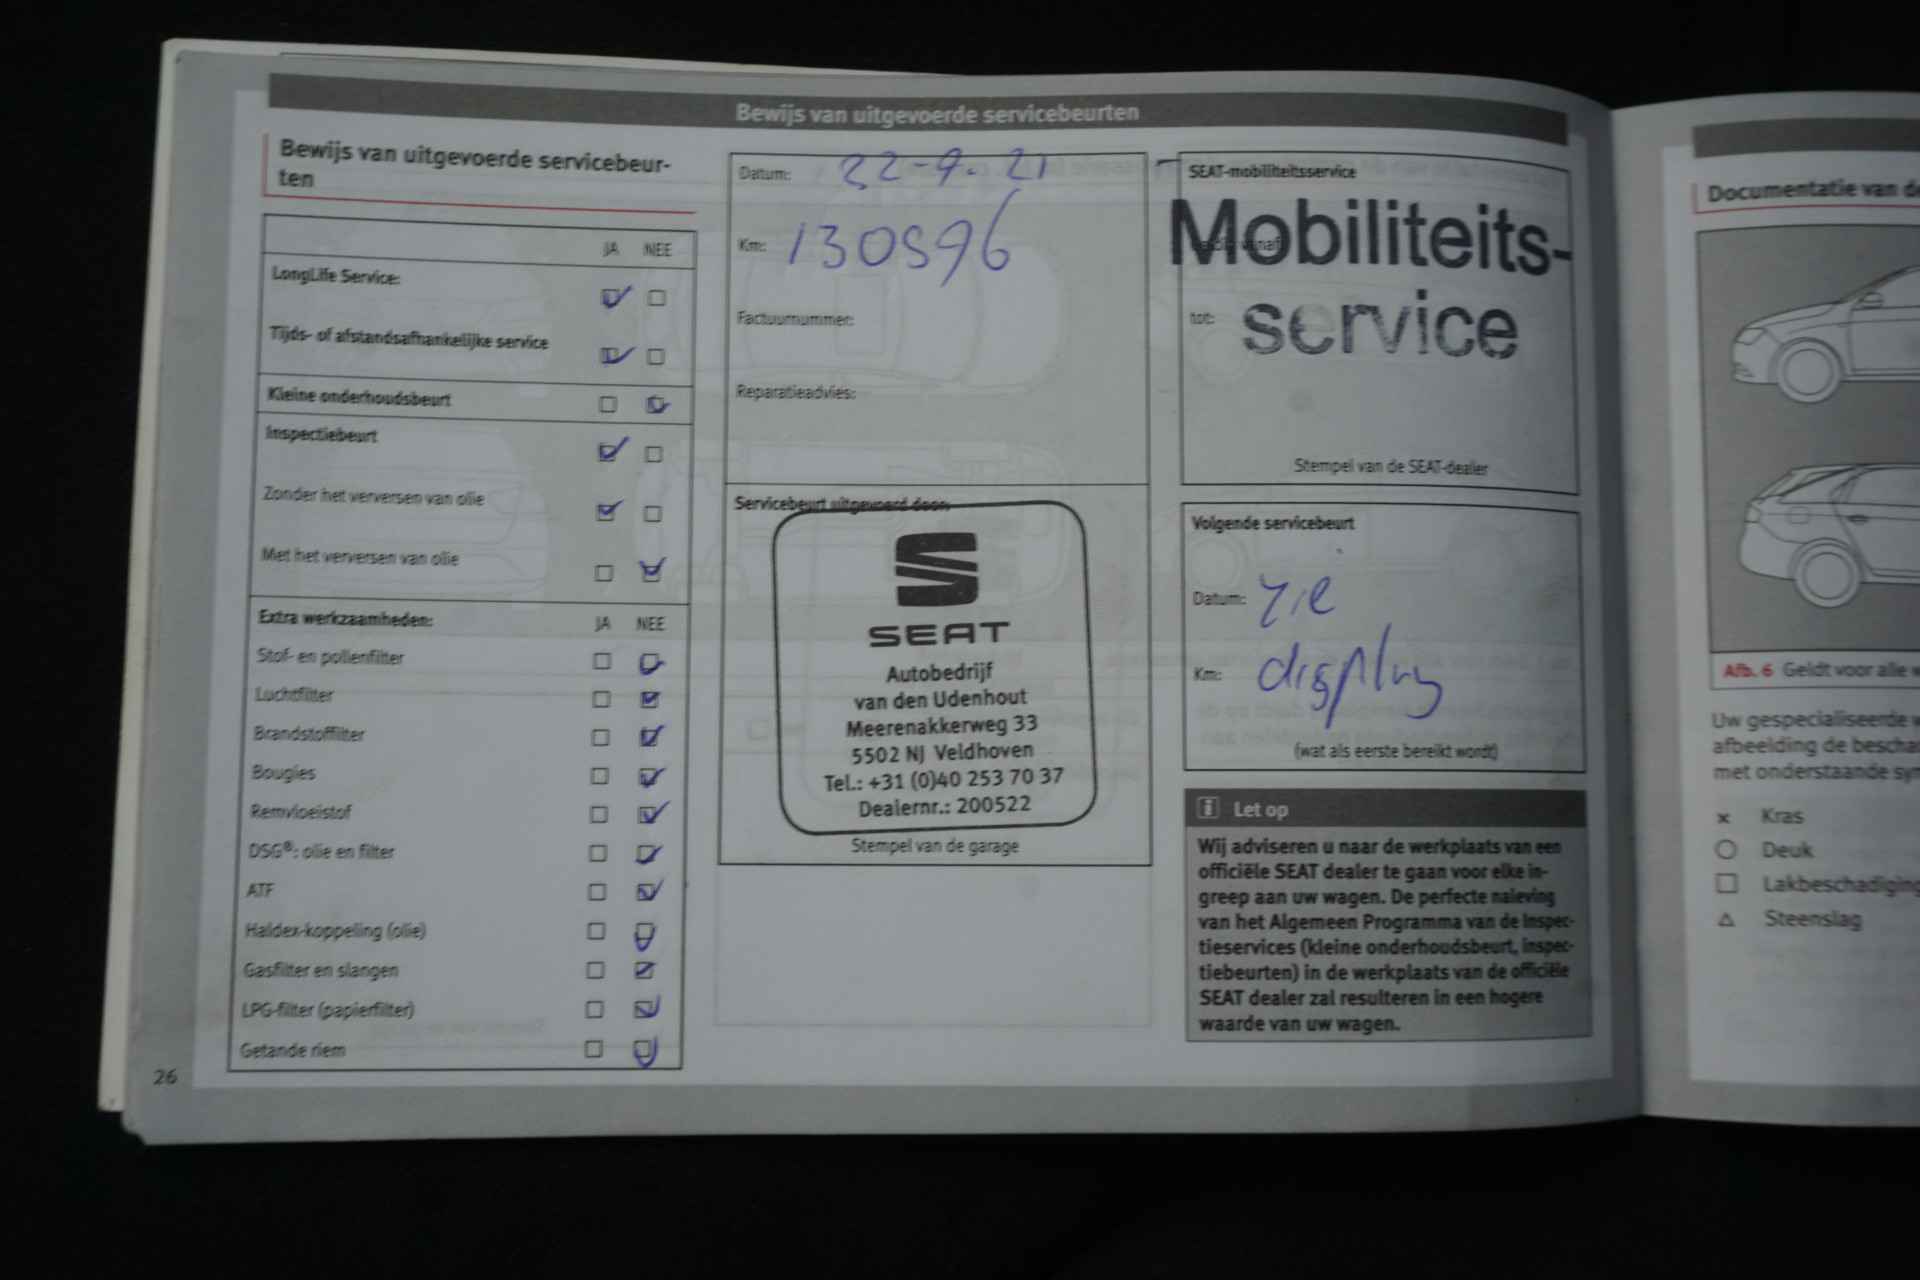 Bewijs van uitgevoerde servicebeurten
Bewijs van uitgevoerde servicebeur-
ten
JA NEE
LongLife Service:
Tijds- of afstandsafhankelijke service
Kleine onderhoudsbeurt
Inspectiebeurt
Zonder het verversen van olie
Met het verversen van olie
Extra werkzaamheden: JA NEE
Stof- en pollenfilter
Luchtfilter
Brandstoffilter
Bougies
Remvloeistof
DSG®: olie en filter
ATF
Haldex-koppeling (olie)
Gasfilter en slangen
LPG-filter (papierfilter)
Getande riem
26
Datum: 22-9-21
Km: 130596
Factuurnummer:
Reparatieadvies:
Servicebeurt uitgevoerd door:
SEAT
Autobedrijf
van den Udenhout
Meerenakkerweg 33
5502 NJ Veldhoven
Tel.: +31 (0)40 253 70 37
Dealernr.: 200522
Stempel van de garage
SEAT-mobiliteitsservice
Mobiliteits-
tot: service
Stempel van de SEAT-dealer
Volgende servicebeurt
Datum: zie
Km: display
(wat als eerste bereikt wordt)
i Let op
Wij adviseren u naar de werkplaats van een
officiële SEAT dealer te gaan voor elke in-
greep aan uw wagen. De perfecte naleving
van het Algemeen Programma van de Inspec-
tieservices (kleine onderhoudsbeurt, inspec-
tiebeurten) in de werkplaats van de officiële
SEAT dealer zal resulteren in een hogere
waarde van uw wagen.
Documentatie van de
Afb. 6 Geldt voor alle
Uw gespecialiseerde
afbeelding de bescha
met onderstaande sy
× Kras
○ Deuk
□ Lakbeschadiging
△ Steenslag